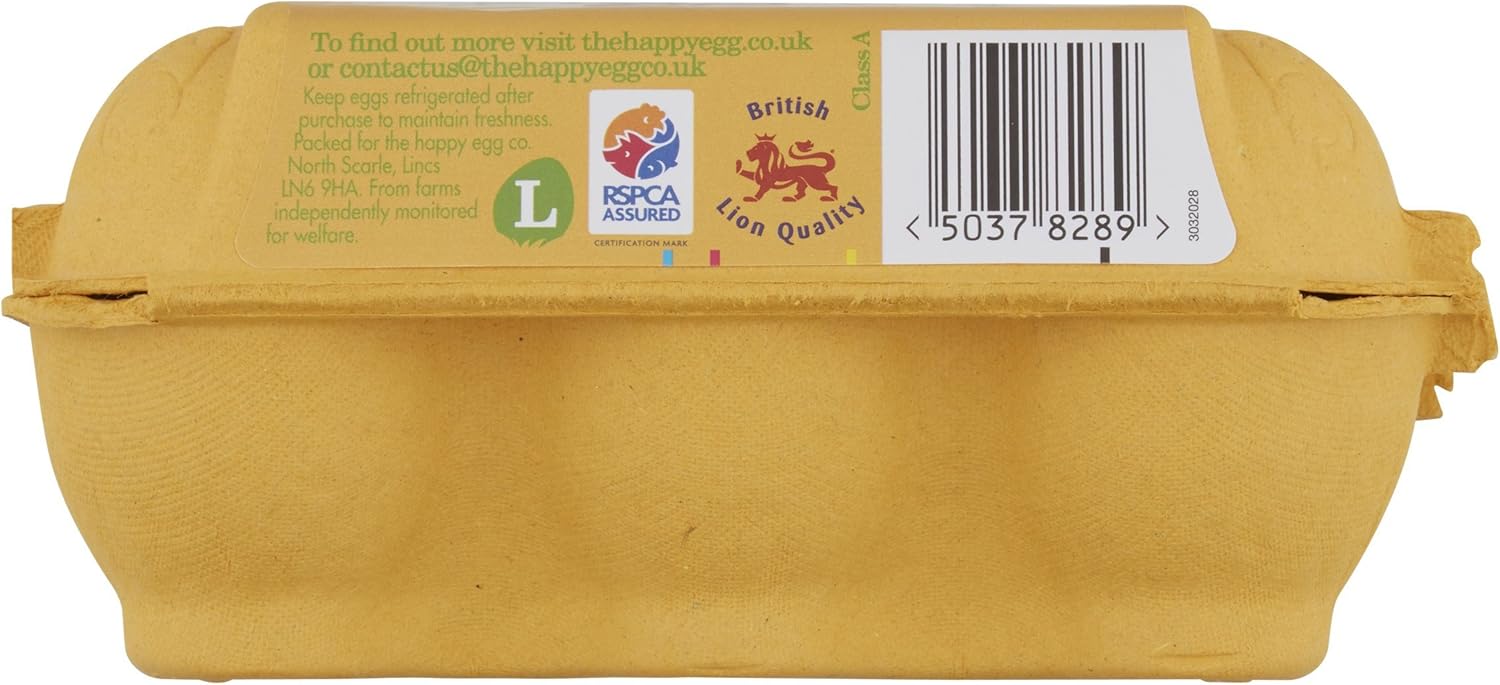 To find out more visit thehappyegg.co.uk
or contactus@thehappyeggco.uk
Keep eggs refrigerated after
purchase to maintain freshness.
Packed for the happy egg co.
North Scarle, Lincs
LN6 9HA. From farms
independently monitored
for welfare.
L
RSPCA
ASSURED
CERTIFICATION MARK
British
Lion Quality
Class A
< 5037 8289 >
3032028